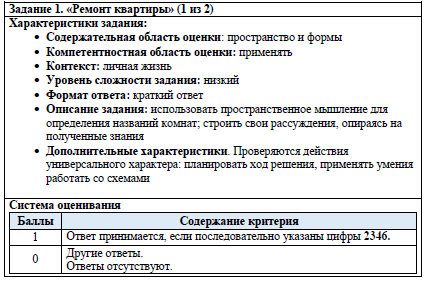 Задание 1. «Ремонт квартиры» (1 из 2)
Характеристики задания:
• Содержательная область оценки: пространство и формы
• Компетентностная область оценки: применять
• Контекст: личная жизнь
• Уровень сложности задания: низкий
• Формат ответа: краткий ответ
• Описание задания: использовать пространственное мышление для
определения названий комнат; строить свои рассуждения, опираясь на
полученные знания
• Дополнительные характеристики. Проверяются действия
универсального характера: планировать ход решения, применять умения
работать со схемами
Система оценивания
Баллы Содержание критерия
1 Ответ принимается, если последовательно указаны цифры 2346.
0 Другие ответы.
Ответы отсутствуют.